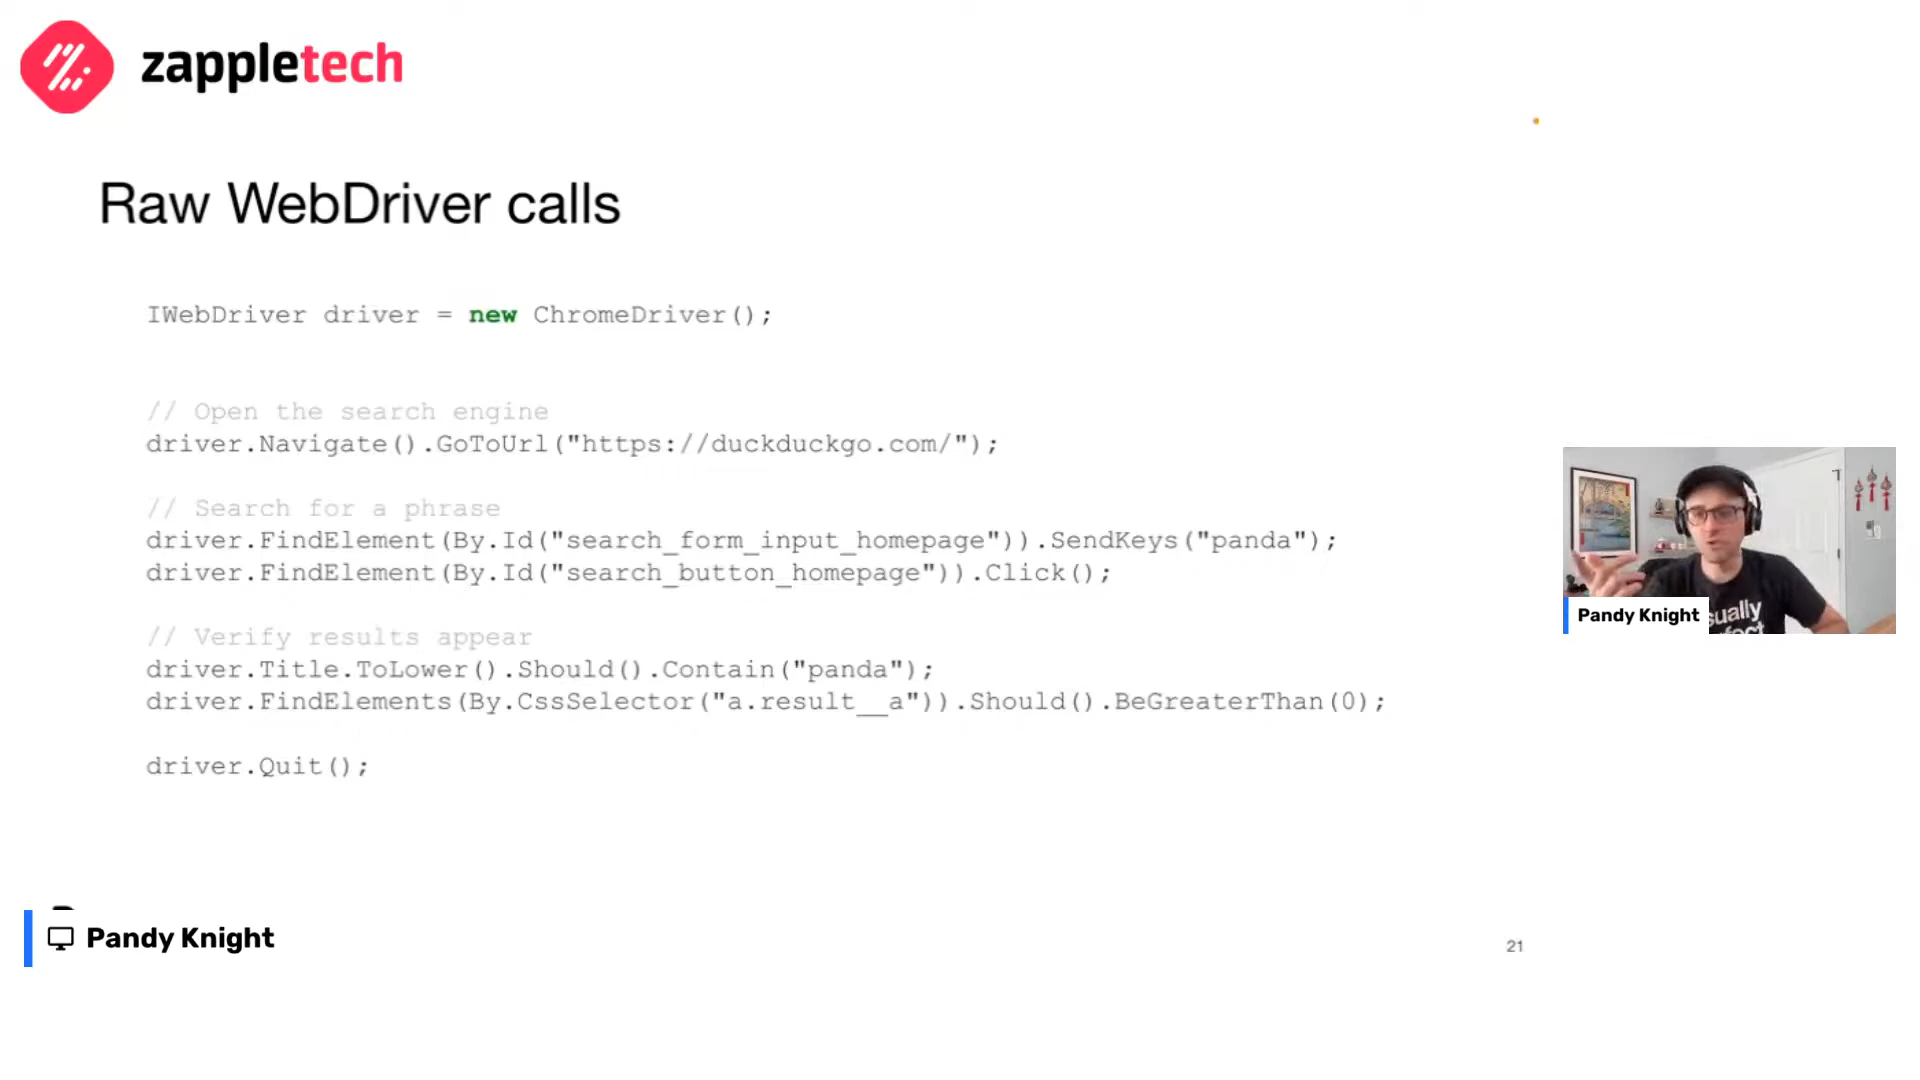 zappletech
Raw WebDriver calls
IWebDriver driver = new ChromeDriver();
// Open the search engine
driver.Navigate().GoToUrl("https://duckduckgo.com/");
// Search for a phrase
driver.FindElement(By.Id("search_form_input_homepage")).SendKeys("panda");
driver.FindElement(By.Id("search_button_homepage")).Click();
// Verify results appear
driver.Title.ToLower().Should().Contain("panda");
driver.FindElements(By.CssSelector("a.result__a")).Should().BeGreaterThan(0);
driver.Quit();
Pandy Knight
Pandy Knight
21